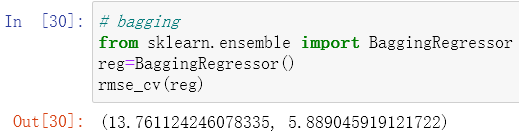 In [30]: # bagging
from sklearn.ensemble import BaggingRegressor
reg=BaggingRegressor()
rmse_cv(reg)
Out[30]: (13.761124246078335, 5.889045919121722)